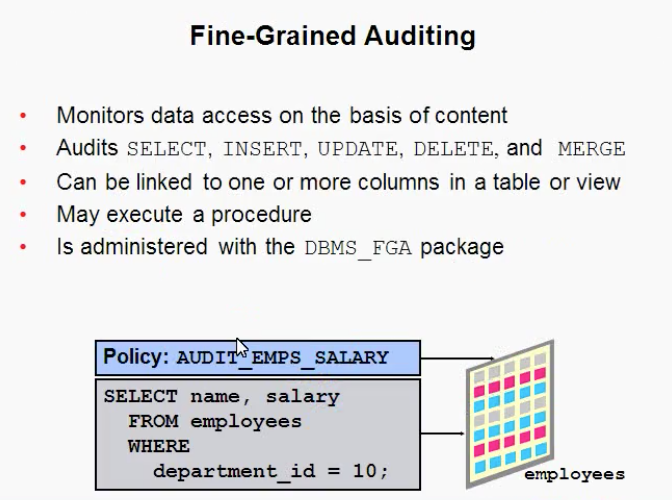 Fine-Grained Auditing
• Monitors data access on the basis of content
• Audits SELECT, INSERT, UPDATE, DELETE, and MERGE
• Can be linked to one or more columns in a table or view
• May execute a procedure
• Is administered with the DBMS_FGA package
Policy: AUDIT_EMPS_SALARY
SELECT name, salary
FROM employees
WHERE
department_id = 10;
employees